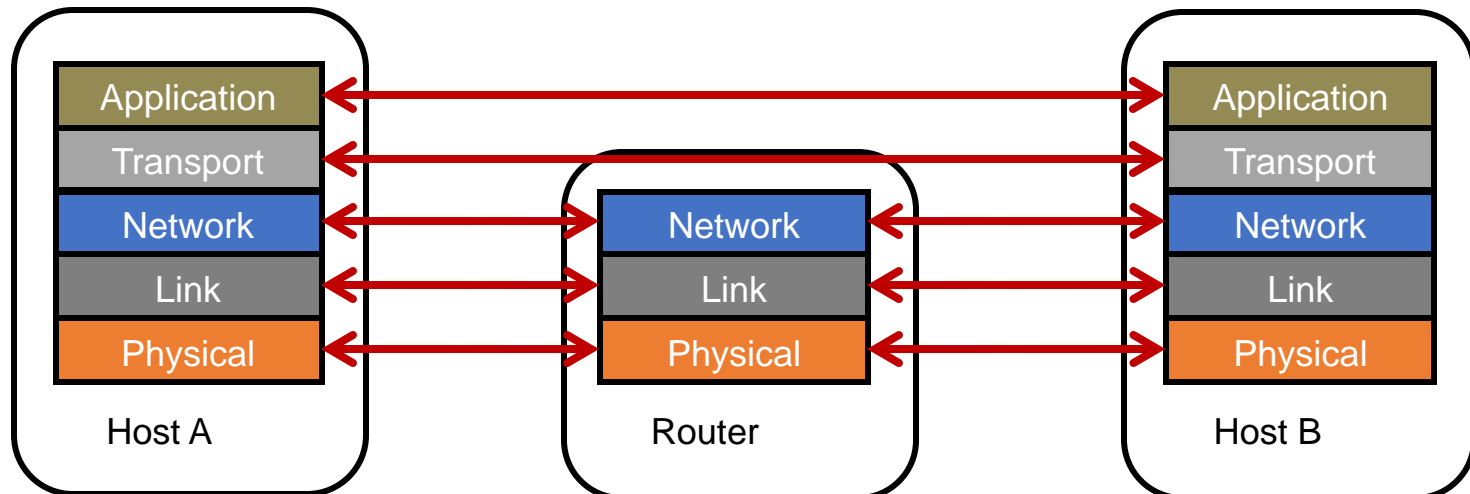 Application
Transport
Network
Link
Physical
Host A
Network
Link
Physical
Router
Application
Transport
Network
Link
Physical
Host B